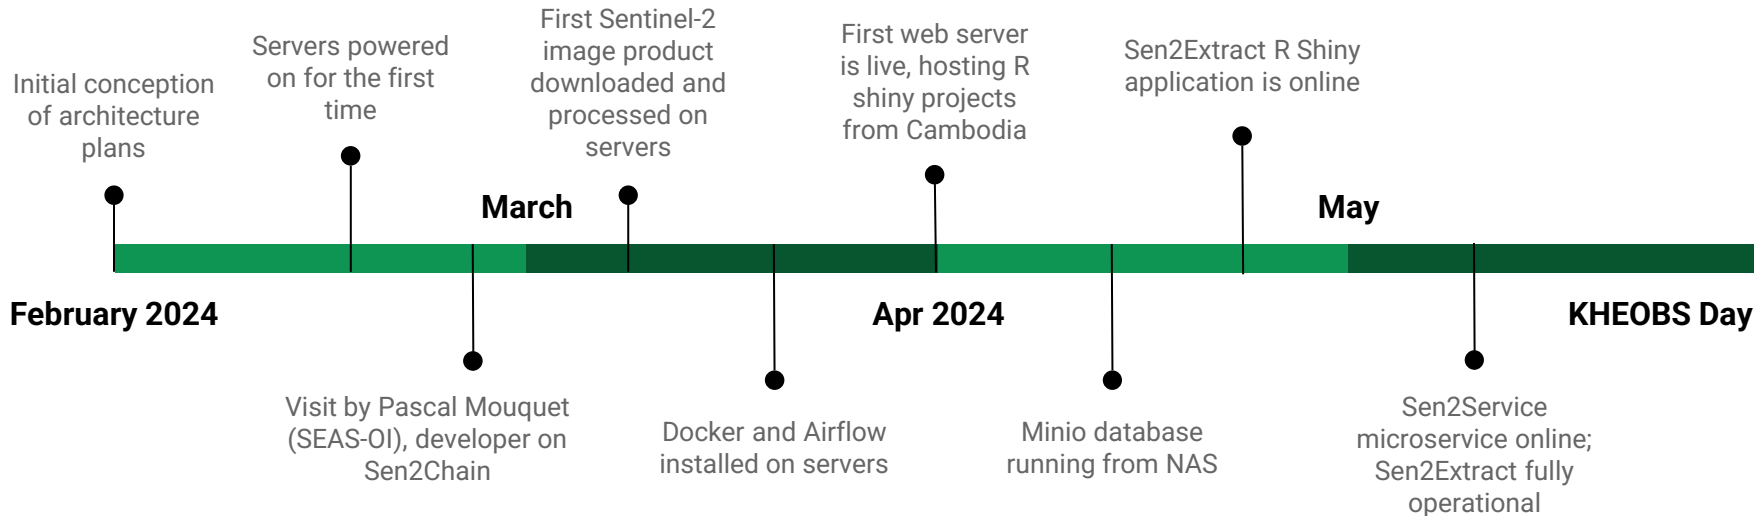 Initial conception
of architecture
plans
Servers powered
on for the first
time
First Sentinel-2
image product
downloaded and
processed on
servers
First web server
is live, hosting R
shiny projects
from Cambodia
Sen2Extract R Shiny
application is online
March
May
February 2024
Apr 2024
KHEOBS Day
Visit by Pascal Mouquet
(SEAS-OI), developer on
Sen2Chain
Docker and Airflow
installed on servers
Minio database
running from NAS
Sen2Service
microservice online;
Sen2Extract fully
operational